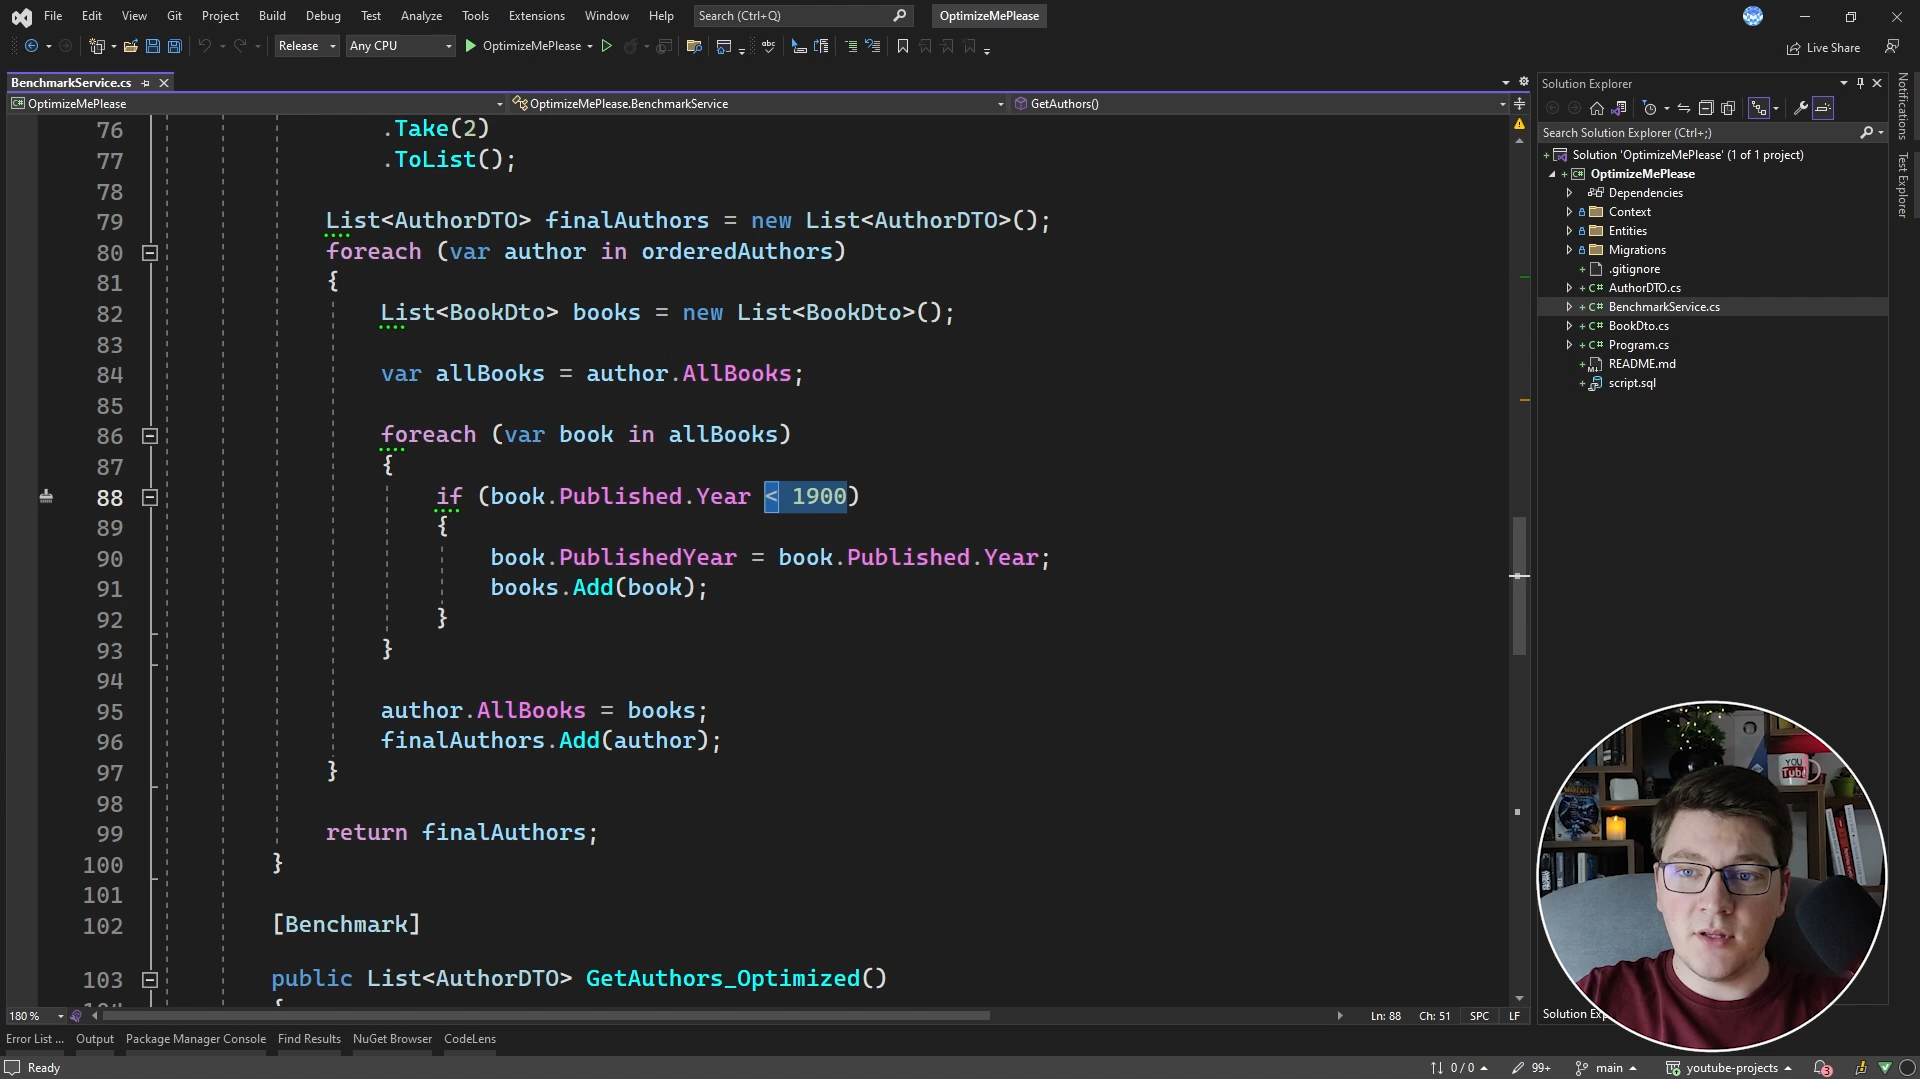 File Edit View Git Project Build Debug Test Analyze Tools Extensions Window Help Search (Ctrl+Q) OptimizeMePlease
Release Any CPU OptimizeMePlease Live Share
BenchmarkService.cs
OptimizeMePlease OptimizeMePlease.BenchmarkService GetAuthors()
76 .Take(2)
77 .ToList();
78
79 List<AuthorDTO> finalAuthors = new List<AuthorDTO>();
80 foreach (var author in orderedAuthors)
81 {
82 List<BookDto> books = new List<BookDto>();
83
84 var allBooks = author.AllBooks;
85
86 foreach (var book in allBooks)
87 {
88 if (book.Published.Year < 1900)
89 {
90 book.PublishedYear = book.Published.Year;
91 books.Add(book);
92 }
93 }
94
95 author.AllBooks = books;
96 finalAuthors.Add(author);
97 }
98
99 return finalAuthors;
100 }
101
102 [Benchmark]
103 public List<AuthorDTO> GetAuthors_Optimized()
{
180 % Ln: 88 Ch: 51 SPC LF
Solution Explorer
Search Solution Explorer (Ctrl+;)
Solution 'OptimizeMePlease' (1 of 1 project)
OptimizeMePlease
Dependencies
Context
Entities
Migrations
.gitignore
C# AuthorDTO.cs
C# BenchmarkService.cs
C# BookDto.cs
C# Program.cs
README.md
script.sql
Notifications
Test Explorer
YOU
Tube
Solution Exp
Error List ... Output Package Manager Console Find Results NuGet Browser CodeLens
Ready 0 / 0 99+ main youtube-projects 3